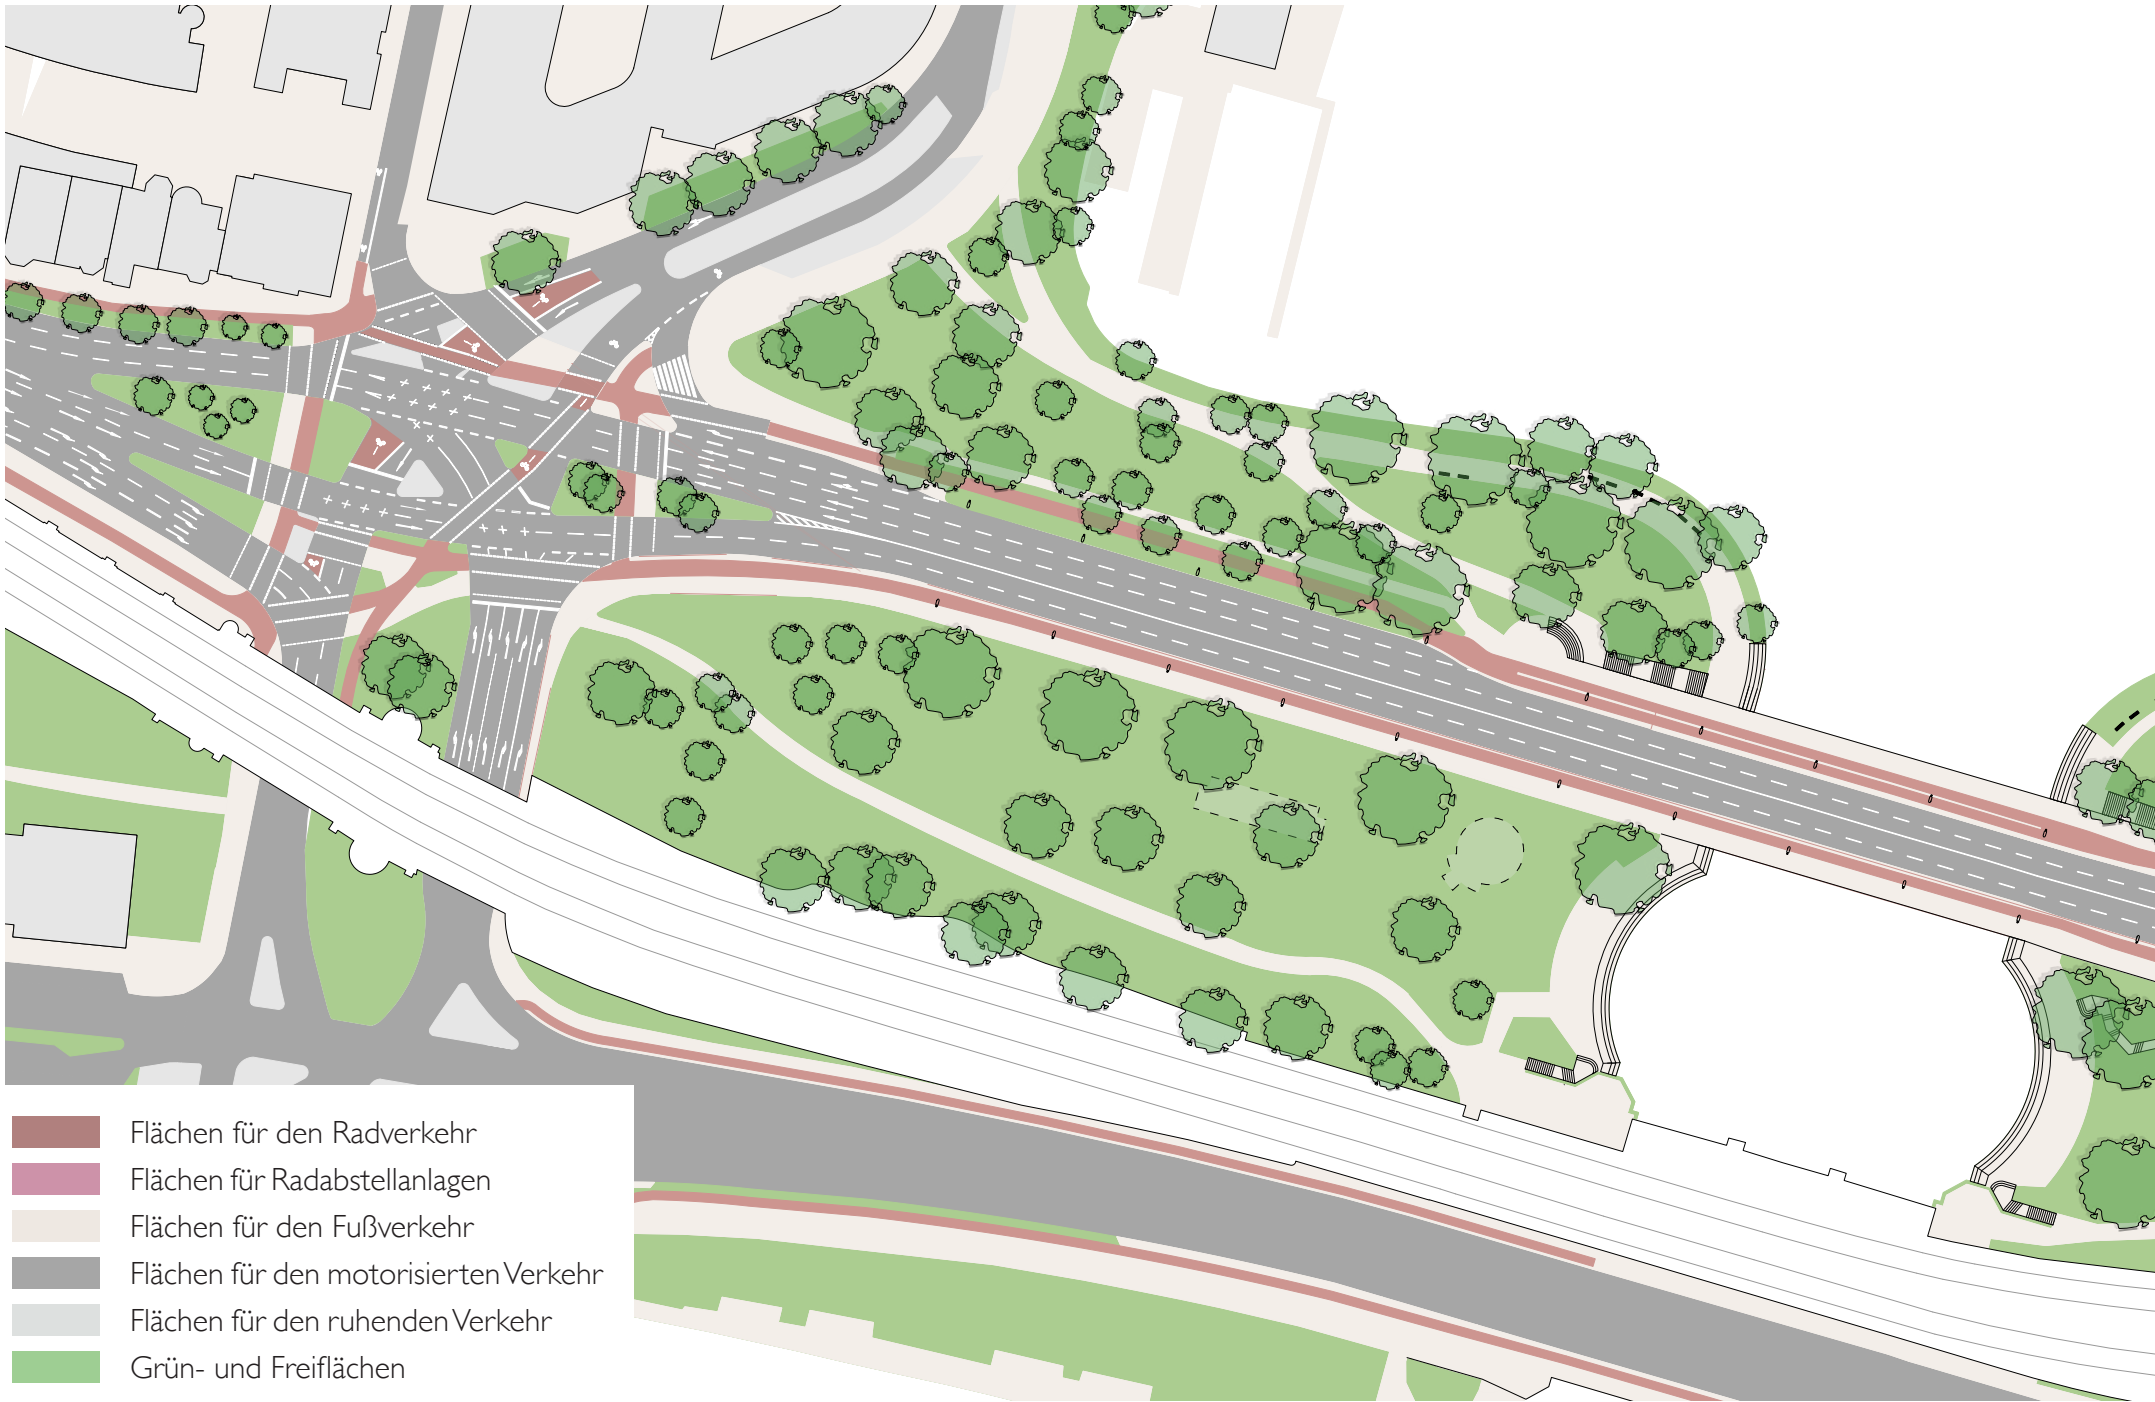 Flächen für den Radverkehr
Flächen für Radabstellanlagen
Flächen für den Fußverkehr
Flächen für den motorisierten Verkehr
Flächen für den ruhenden Verkehr
Grün- und Freiflächen